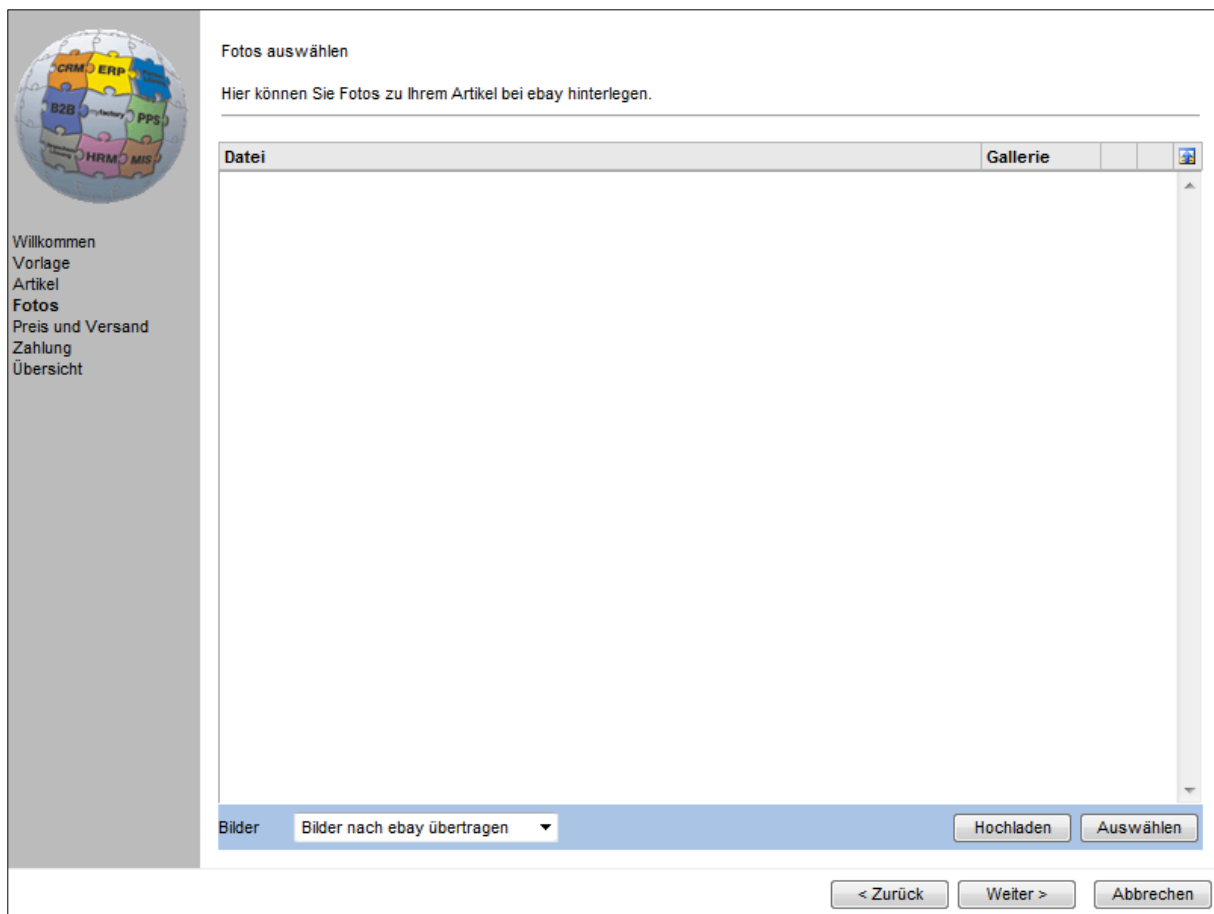 CRM ERP
B2B myfactory PPS
HRM MIS
Willkommen
Vorlage
Artikel
Fotos
Preis und Versand
Zahlung
Übersicht
Fotos auswählen
Hier können Sie Fotos zu Ihrem Artikel bei ebay hinterlegen.
Datei Gallerie
Bilder Bilder nach ebay übertragen Hochladen Auswählen
< Zurück Weiter > Abbrechen